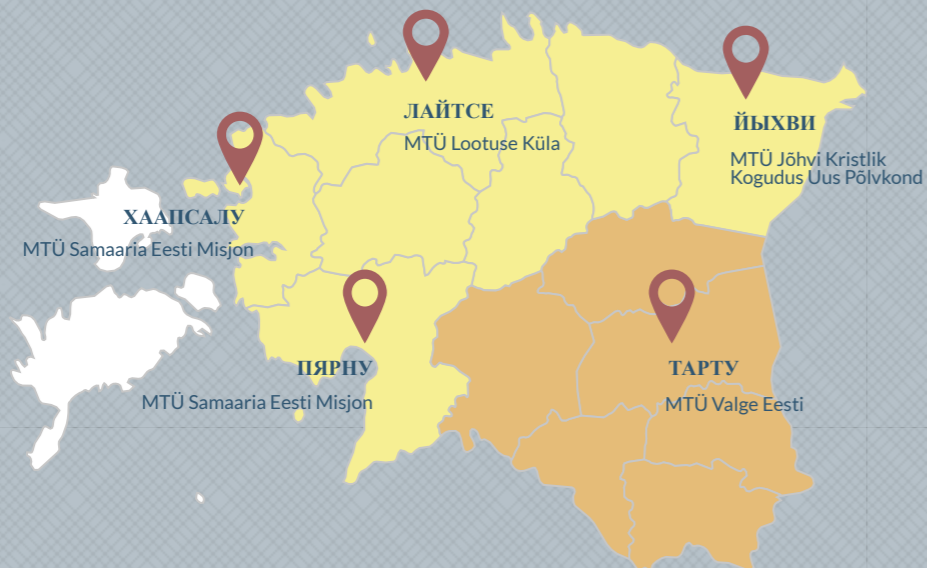 ЛАЙТСЕ
MTÜ Lootuse Küla
ЙЫХВИ
MTÜ Jõhvi Kristlik
Kogudus Uus Põlvkond
ХААПСАЛУ
MTÜ Samaaria Eesti Misjon
ПЯРНУ
MTÜ Samaaria Eesti Misjon
ТАРТУ
MTÜ Valge Eesti